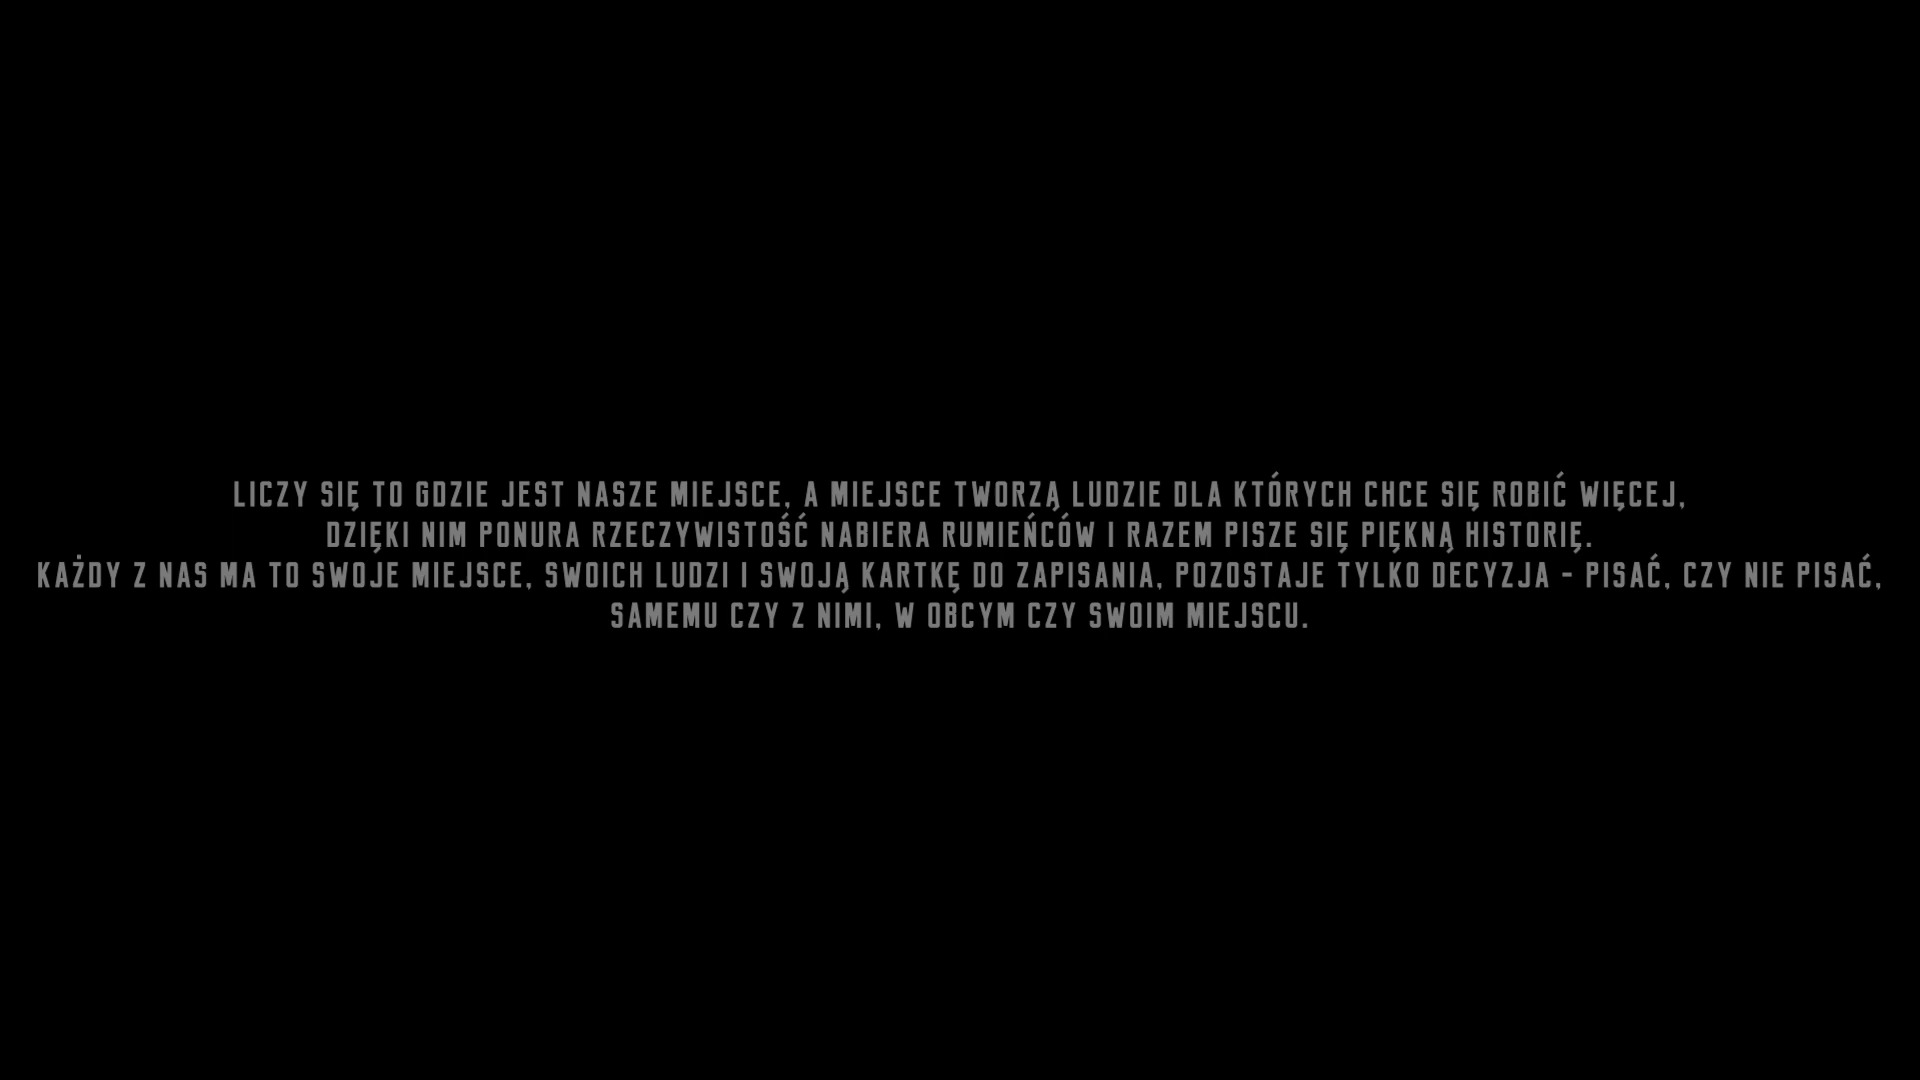 LICZY SIĘ TO GDZIE JEST NASZE MIEJSCE, A MIEJSCE TWORZĄ LUDZIE DLA KTÓRYCH CHCE SIĘ ROBIĆ WIĘCEJ,
DZIĘKI NIM PONURA RZECZYWISTOŚĆ NABIERA RUMIEŃCÓW I RAZEM PISZE SIĘ PIĘKNĄ HISTORIĘ.
KAŻDY Z NAS MA TO SWOJE MIEJSCE, SWOICH LUDZI I SWOJĄ KARTKĘ DO ZAPISANIA, POZOSTAJE TYLKO DECYZJA - PISAĆ, CZY NIE PISAĆ,
SAMEMU CZY Z NIMI, W OBCYM CZY SWOIM MIEJSCU.